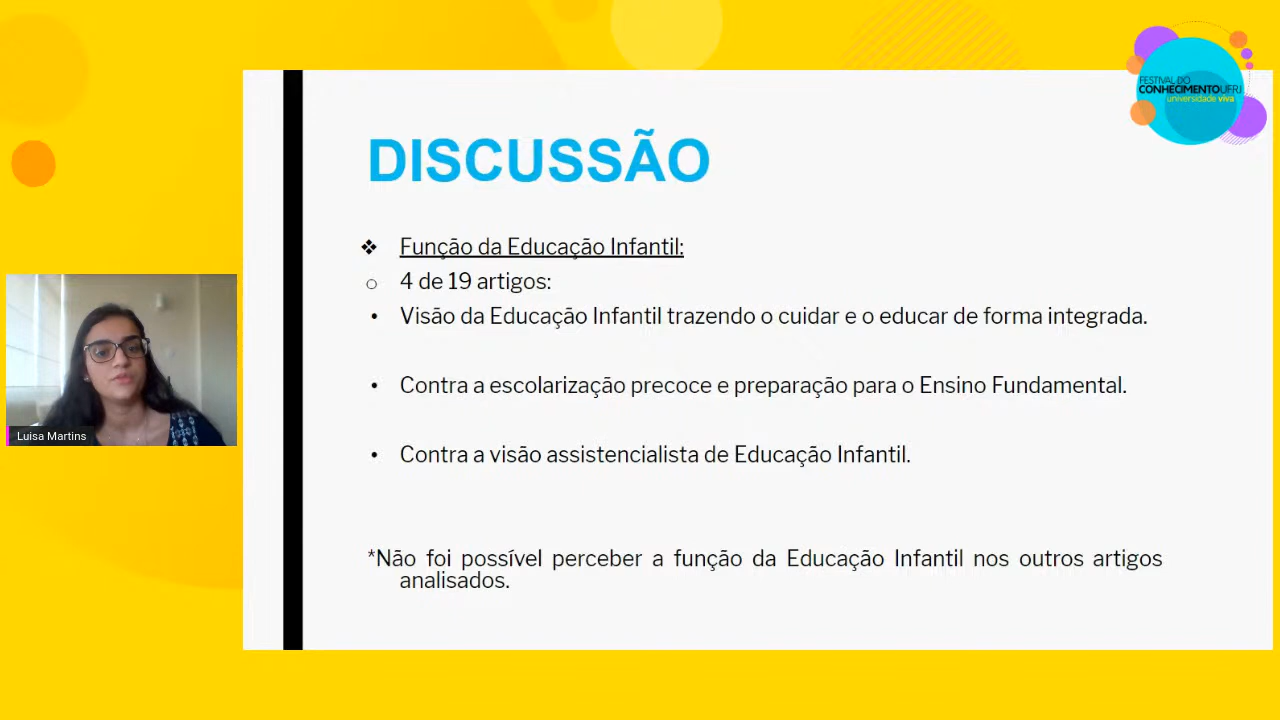 FESTIVAL DO
CONHECIMENTOUFRJ
universidade viva
DISCUSSÃO
❖ Função da Educação Infantil:
○ 4 de 19 artigos:
• Visão da Educação Infantil trazendo o cuidar e o educar de forma integrada.
• Contra a escolarização precoce e preparação para o Ensino Fundamental.
• Contra a visão assistencialista de Educação Infantil.
*Não foi possível perceber a função da Educação Infantil nos outros artigos
analisados.
Luisa Martins